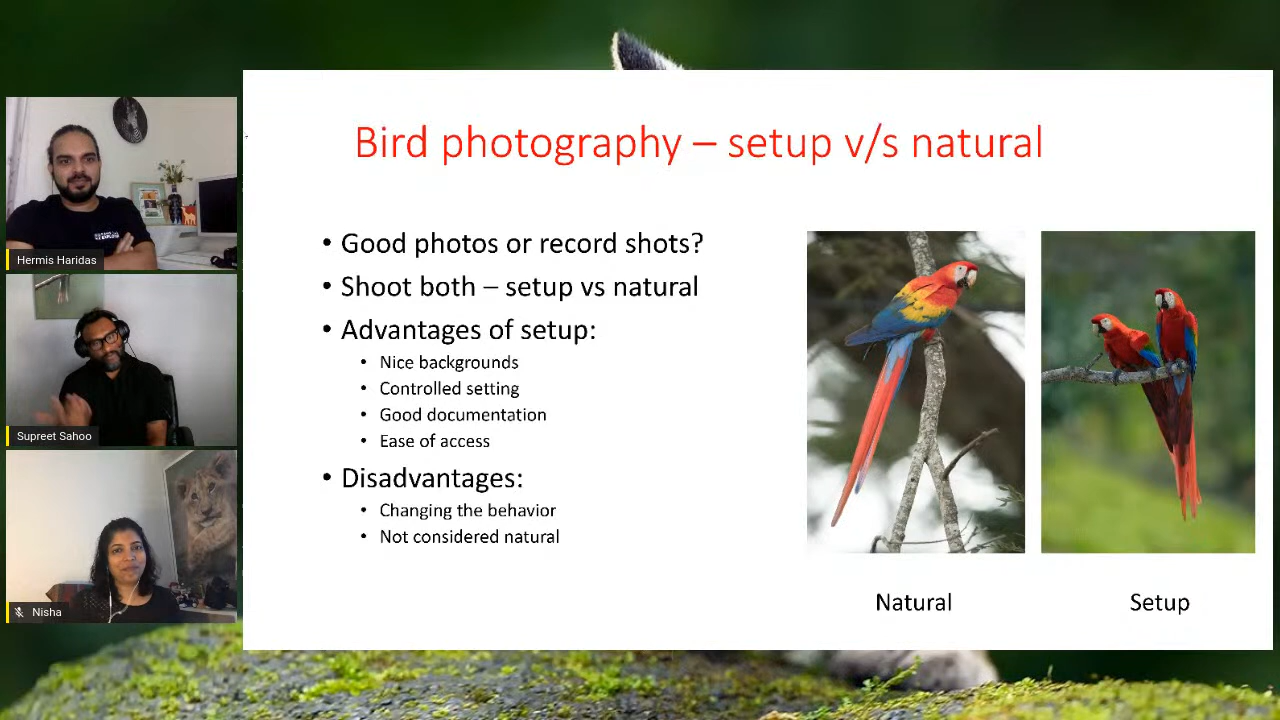 Bird photography – setup v/s natural
• Good photos or record shots?
• Shoot both – setup vs natural
• Advantages of setup:
• Nice backgrounds
• Controlled setting
• Good documentation
• Ease of access
• Disadvantages:
• Changing the behavior
• Not considered natural
Natural
Setup
Hermis Haridas
Supreet Sahoo
Nisha